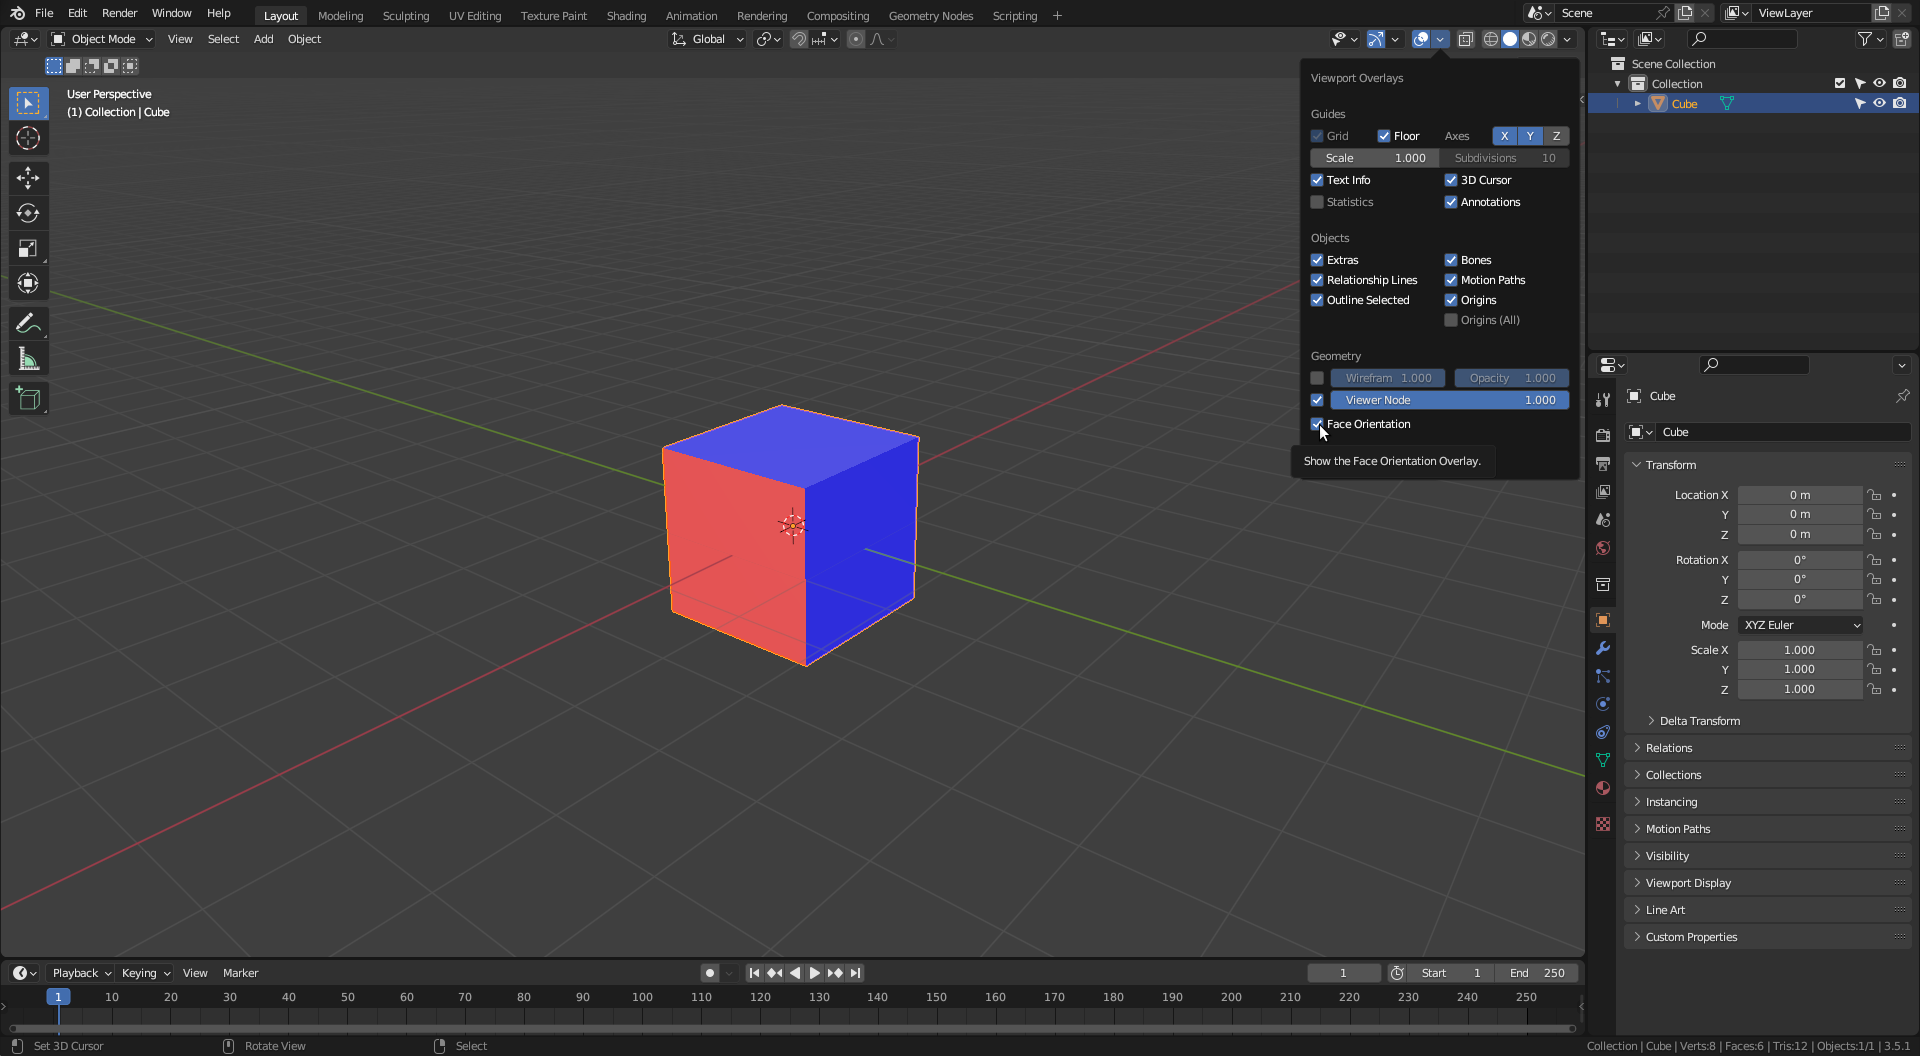 File Edit Render Window Help Layout Modeling Sculpting UV Editing Texture Paint Shading Animation Rendering Compositing Geometry Nodes Scripting + Scene ViewLayer
Object Mode View Select Add Object Global
User Perspective
(1) Collection | Cube
Viewport Overlays
Guides
Grid Floor Axes X Y Z
Scale 1.000 Subdivisions 10
Text Info 3D Cursor
Statistics Annotations
Objects
Extras Bones
Relationship Lines Motion Paths
Outline Selected Origins
Origins (All)
Geometry
Wirefram 1.000 Opacity 1.000
Viewer Node 1.000
Face Orientation
Show the Face Orientation Overlay.
Scene Collection
Collection
Cube
Cube
Cube
Transform
Location X 0 m
Y 0 m
Z 0 m
Rotation X 0°
Y 0°
Z 0°
Mode XYZ Euler
Scale X 1.000
Y 1.000
Z 1.000
Delta Transform
Relations
Collections
Instancing
Motion Paths
Visibility
Viewport Display
Line Art
Custom Properties
Playback Keying View Marker 1 Start 1 End 250
1 10 20 30 40 50 60 70 80 90 100 110 120 130 140 150 160 170 180 190 200 210 220 230 240 250
Set 3D Cursor Rotate View Select Collection | Cube | Verts:8 | Faces:6 | Tris:12 | Objects:1/1 | 3.5.1